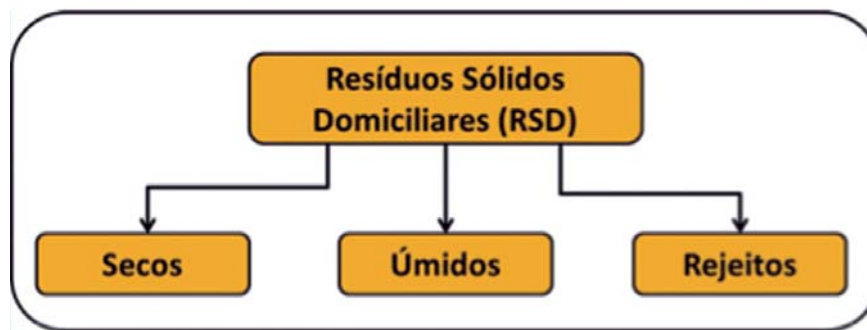 Resíduos Sólidos
Domiciliares (RSD)
Secos
Úmidos
Rejeitos